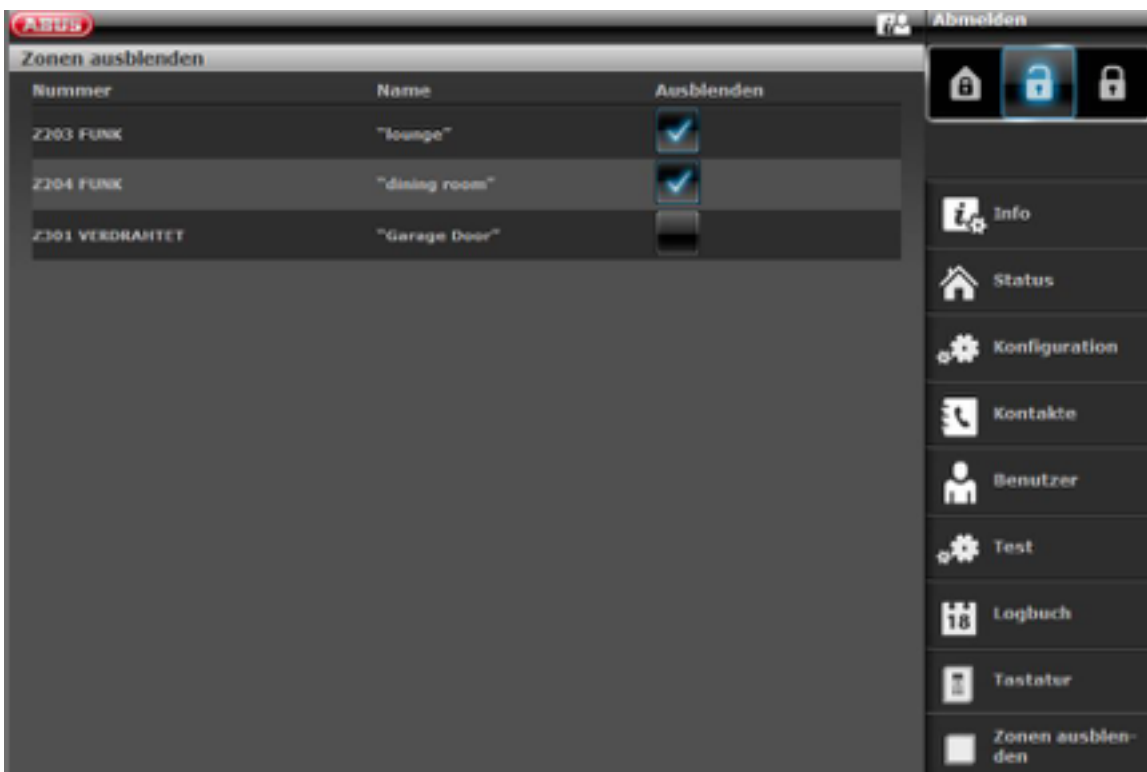 ABUS
Abmelden
Zonen ausblenden
Nummer Name Ausblenden
Z203 FUNK "lounge"
Z204 FUNK "dining room"
Z301 VERDRAHTET "Garage Door"
Info
Status
Konfiguration
Kontakte
Benutzer
Test
18 Logbuch
Tastatur
Zonen ausblen-
den